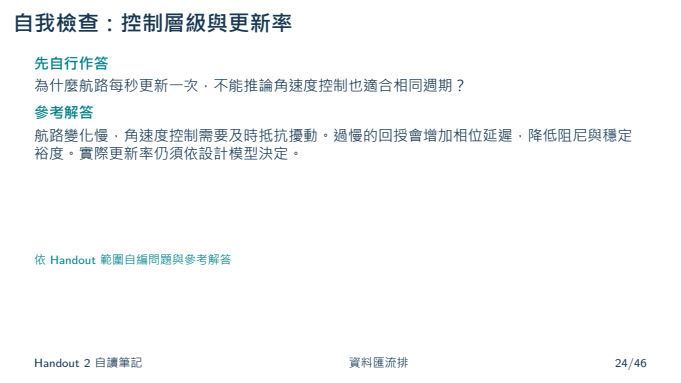 自我檢查：控制層級與更新率
先自行作答
為什麼航路每秒更新一次，不能推論角速度控制也適合相同週期？
參考解答
航路變化慢，角速度控制需要及時抵抗擾動。過慢的回授會增加相位延遲，降低阻尼與穩定
裕度。實際更新率仍須依設計模型決定。
依 Handout 範圍自編問題與參考解答
Handout 2 自讀筆記
資料匯流排
24/46